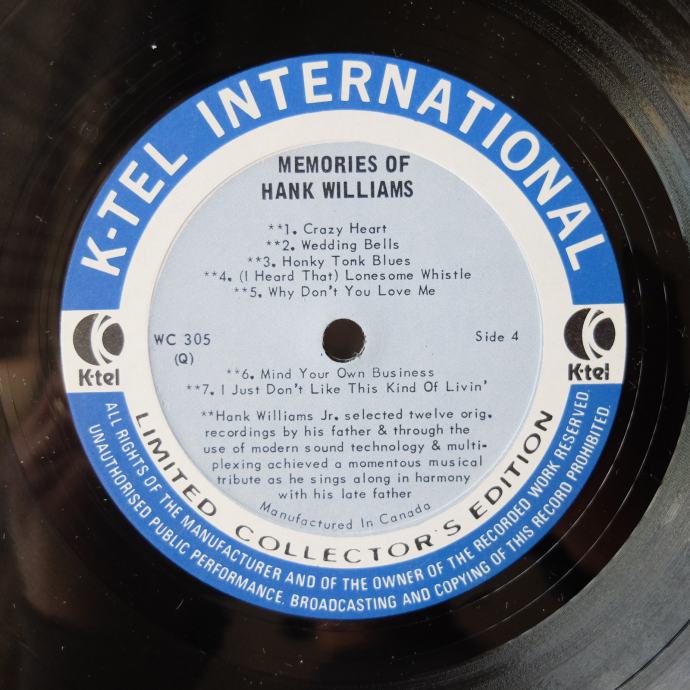 K-TEL INTERNATIONAL
MEMORIES OF
HANK WILLIAMS
**1. Crazy Heart
**2. Wedding Bells
**3. Honky Tonk Blues
**4. (I Heard That) Lonesome Whistle
**5. Why Don't You Love Me
WC 305
(Q)
Side 4
K-tel
K-tel
**6. Mind Your Own Business
**7. I Just Don't Like This Kind Of Livin'
**Hank Williams Jr. selected twelve orig.
recordings by his father & through the
use of modern sound technology & multi-
plexing achieved a momentous musical
tribute as he sings along in harmony
with his late father
Manufactured In Canada
LIMITED COLLECTOR'S EDITION
ALL RIGHTS OF THE MANUFACTURER AND OF THE OWNER OF THE RECORDED WORK RESERVED.
UNAUTHORISED PUBLIC PERFORMANCE, BROADCASTING AND COPYING OF THIS RECORD PROHIBITED.